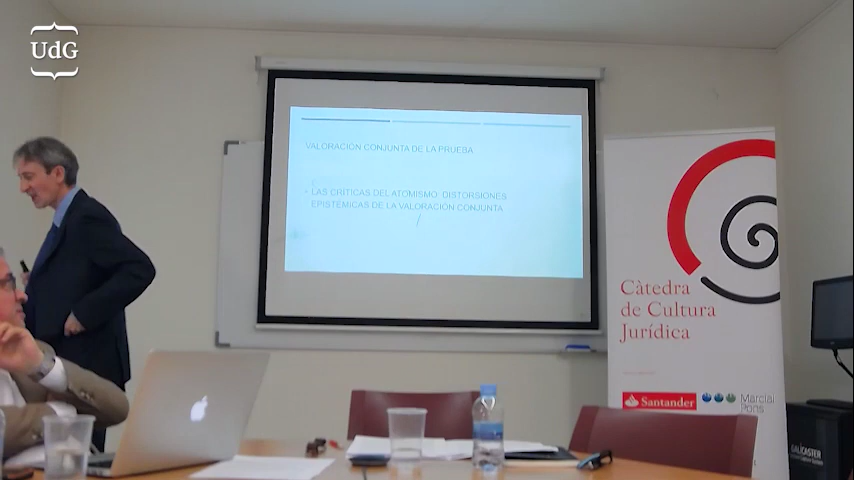 UdG
VALORACIÓN CONJUNTA DE LA PRUEBA
LAS CRÍTICAS DEL ATOMISMO: DISTORSIONES
EPISTÉMICAS DE LA VALORACIÓN CONJUNTA
Càtedra
de Cultura
Jurídica
Santander
Marcial
Pons
GALICASTER